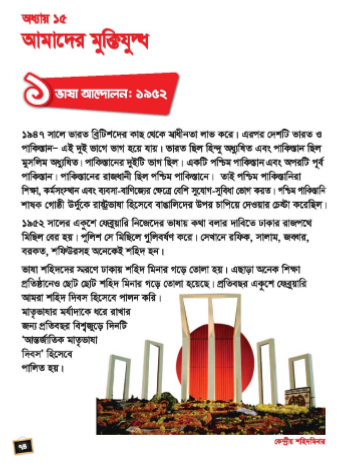 অধ্যায় ১৫
আমাদের মুক্তিযুদ্ধ
১ ভাষা আন্দোলন: ১৯৫২
১৯৪৭ সালে ভারত ব্রিটিশদের কাছ থেকে স্বাধীনতা লাভ করে। এরপর দেশটি ভারত ও
পাকিস্তান– এই দুই ভাগে ভাগ হয়ে যায়। ভারত ছিল হিন্দু অধ্যুষিত এবং পাকিস্তান ছিল
মুসলিম অধ্যুষিত। পাকিস্তানের দুইটি ভাগ ছিল। একটি পশ্চিম পাকিস্তান এবং অপরটি পূর্ব
পাকিস্তান। পাকিস্তানের রাজধানী ছিল পশ্চিম পাকিস্তানে। তাই পশ্চিম পাকিস্তানিরা
শিক্ষা, কর্মসংস্থান এবং ব্যবসা-বাণিজ্যের ক্ষেত্রে বেশি সুযোগ-সুবিধা ভোগ করত। পশ্চিম পাকিস্তানি
শাষক গোষ্ঠী উর্দুকে রাষ্ট্রভাষা হিসেবে বাঙালিদের উপর চাপিয়ে দেওয়ার চেষ্টা করেছিল।
১৯৫২ সালের একুশে ফেব্রুয়ারি নিজেদের ভাষায় কথা বলার দাবিতে ঢাকার রাজপথে
মিছিল বের হয়। পুলিশ সে মিছিলে গুলিবর্ষণ করে। সেখানে রফিক, সালাম, জব্বার,
বরকত, শফিউরসহ অনেকেই শহিদ হন।
ভাষা শহিদদের স্মরণে ঢাকায় শহিদ মিনার গড়ে তোলা হয়। এছাড়া অনেক শিক্ষা
প্রতিষ্ঠানেও ছোট ছোট শহিদ মিনার গড়ে তোলা হয়েছে। প্রতিবছর একুশে ফেব্রুয়ারি
আমরা শহিদ দিবস হিসেবে পালন করি।
মাতৃভাষার মর্যাদাকে ধরে রাখার
জন্য প্রতিবছর বিশ্বজুড়ে দিনটি
‘আন্তর্জাতিক মাতৃভাষা
দিবস’ হিসেবে
পালিত হয়।
কেন্দ্রীয় শহিদমিনার
৭৪